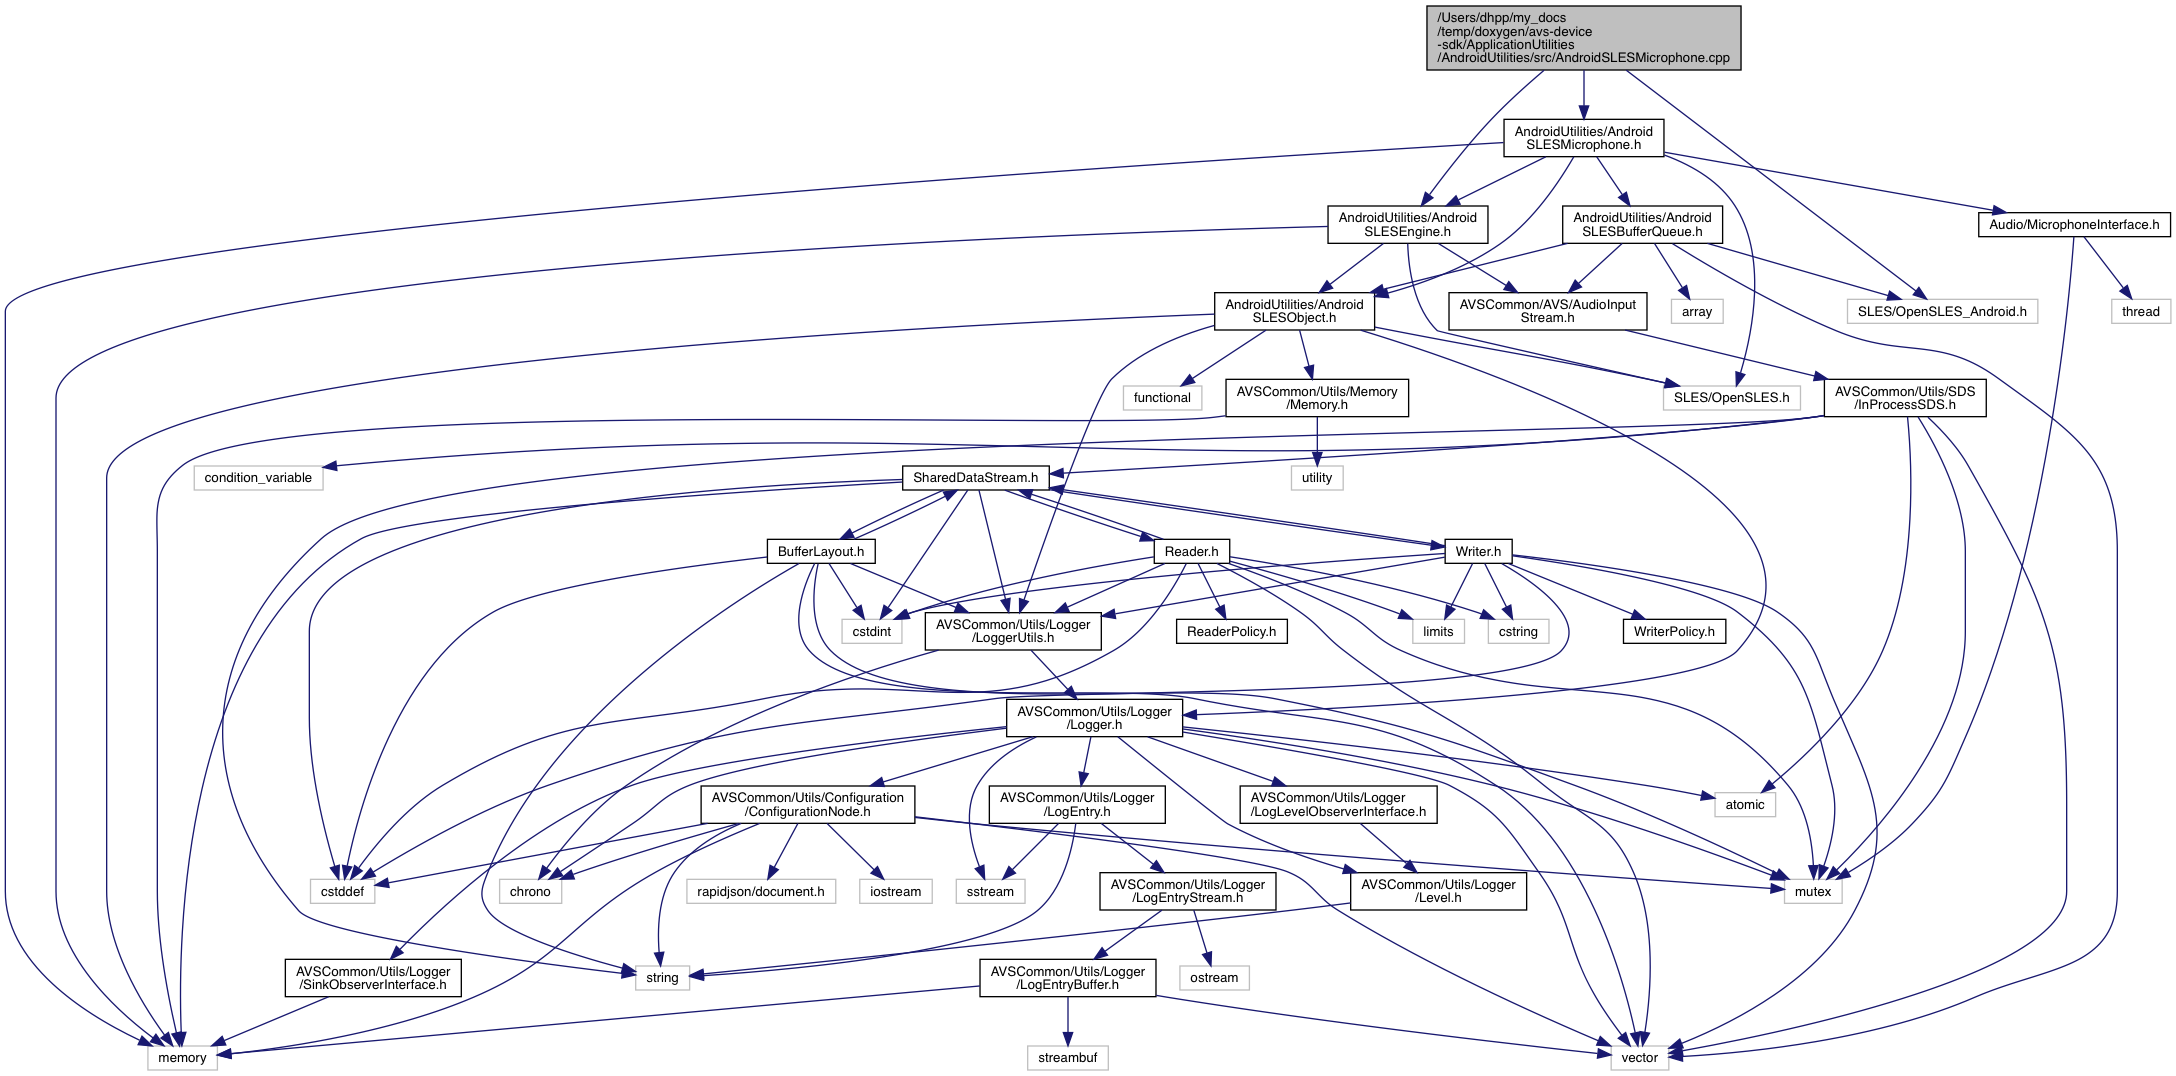 /Users/dhpp/my_docs
/temp/doxygen/avs-device
-sdk/ApplicationUtilities
/AndroidUtilities/src/AndroidSLESMicrophone.cpp
AndroidUtilities/Android
SLESMicrophone.h
AndroidUtilities/Android
SLESEngine.h
AndroidUtilities/Android
SLESBufferQueue.h
Audio/MicrophoneInterface.h
AndroidUtilities/Android
SLESObject.h
AVSCommon/AVS/AudioInput
Stream.h
array
SLES/OpenSLES_Android.h
thread
functional
AVSCommon/Utils/Memory
/Memory.h
SLES/OpenSLES.h
AVSCommon/Utils/SDS
/InProcessSDS.h
condition_variable
SharedDataStream.h
utility
BufferLayout.h
Reader.h
Writer.h
cstdint
AVSCommon/Utils/Logger
/LoggerUtils.h
ReaderPolicy.h
limits
cstring
WriterPolicy.h
AVSCommon/Utils/Logger
/Logger.h
AVSCommon/Utils/Configuration
/ConfigurationNode.h
AVSCommon/Utils/Logger
/LogEntry.h
AVSCommon/Utils/Logger
/LogLevelObserverInterface.h
atomic
cstddef
chrono
rapidjson/document.h
iostream
sstream
AVSCommon/Utils/Logger
/LogEntryStream.h
AVSCommon/Utils/Logger
/Level.h
mutex
AVSCommon/Utils/Logger
/SinkObserverInterface.h
string
AVSCommon/Utils/Logger
/LogEntryBuffer.h
ostream
memory
streambuf
vector